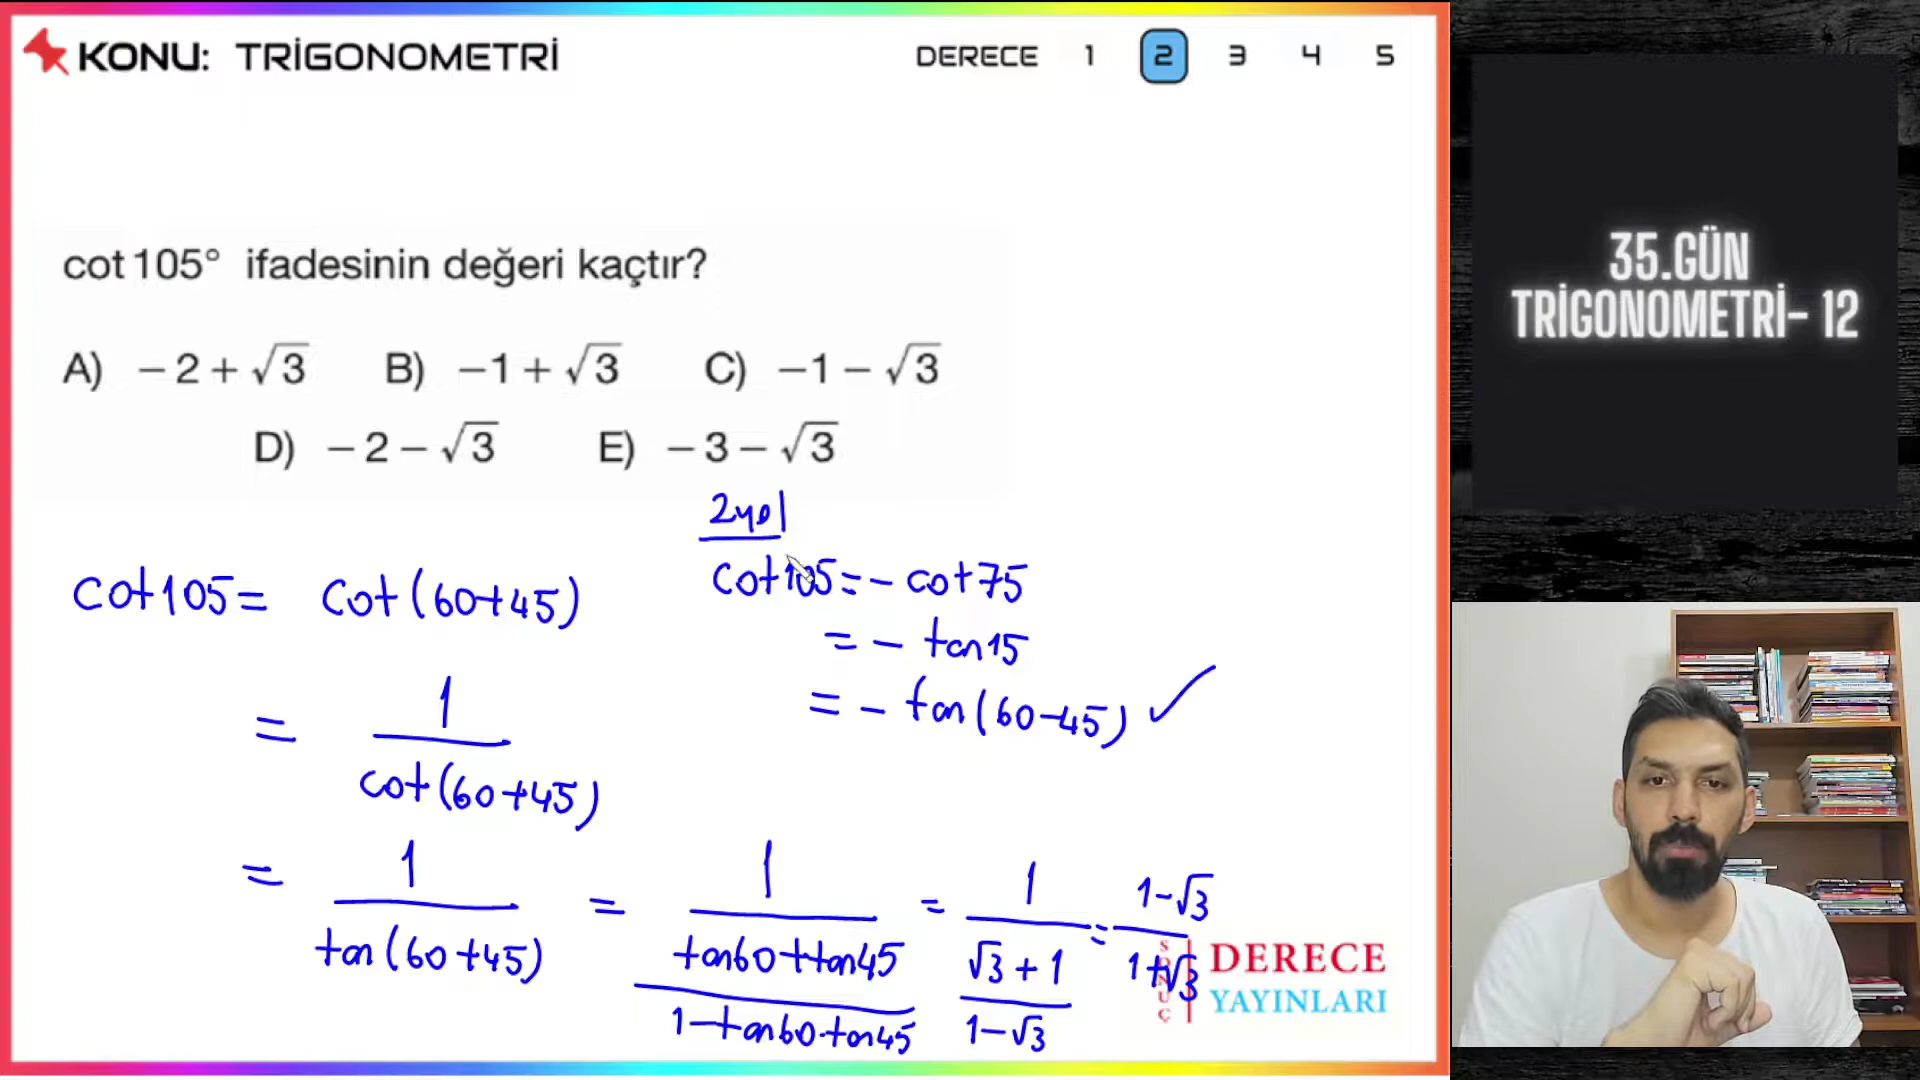 KONU: TRİGONOMETRİ
DERECE 1 2 3 4 5
cot 105° ifadesinin değeri kaçtır?
A) −2 + √3 B) −1 + √3 C) −1 − √3
D) −2 − √3 E) −3 − √3
2yol
cot105 = − cot75
= − tan15
= − tan(60−45) ✓
cot105 = cot(60+45)
= 1 / cot(60+45)
= 1 / tan(60+45) = 1 / (tan60+tan45 / 1−tan60.tan45) = 1 / (√3+1 / 1−√3) = 1−√3 / 1+√3
SONUÇ
DERECE
YAYINLARI
35.GÜN
TRİGONOMETRİ- 12